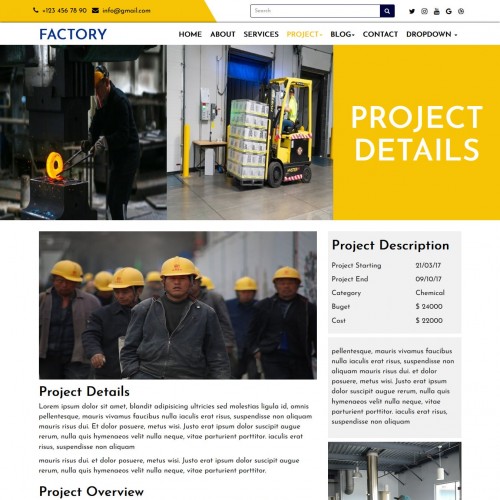 +123 456 78 90 info@gmail.com Search
FACTORY HOME ABOUT SERVICES PROJECT BLOG CONTACT DROPDOWN
PROJECT
DETAILS
Project Description
Project Starting 21/03/17
Project End 09/10/17
Category Chemical
Buget $ 24000
Cost $ 22000
pellentesque, mauris vivamus faucibus
nulla iaculis erat risus, suspendisse non
aliquam mauris risus dui. et dolor
posuere, metus wisi. Justo erat ipsum
dolor suscipit augue rerum, nulla quis
hymenaeos velit nulla neque, vitae
parturient porttitor. iaculis erat risus,
suspendisse non aliquam
Project Details
Lorem ipsum dolor sit amet, blandit adipisicing ultricies sed molestias ligula id, omnis
pellentesque, mauris vivamus faucibus nulla iaculis erat risus, suspendisse non aliquam
mauris risus dui. Et dolor posuere, metus wisi. Justo erat ipsum dolor suscipit augue
rerum, nulla quis hymenaeos velit nulla neque, vitae parturient porttitor. iaculis erat
risus, suspendisse non aliquam
mauris risus dui. et dolor posuere, metus wisi. Justo erat ipsum dolor suscipit augue
rerum, nulla quis hymenaeos velit nulla neque, vitae parturient porttitor.
Project Overview